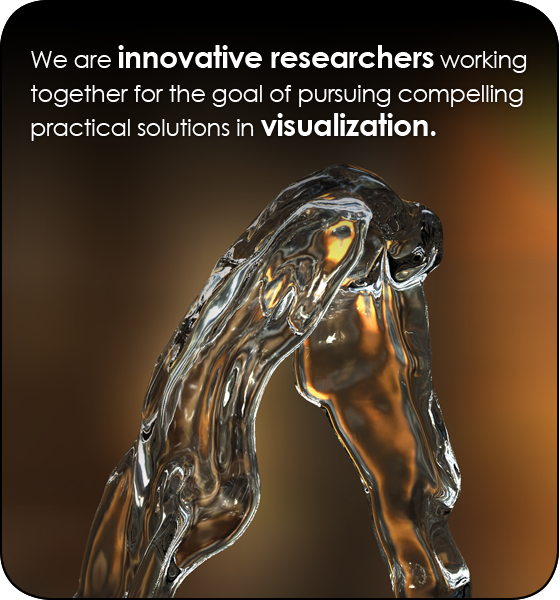 We are innovative researchers working
together for the goal of pursuing compelling
practical solutions in visualization.